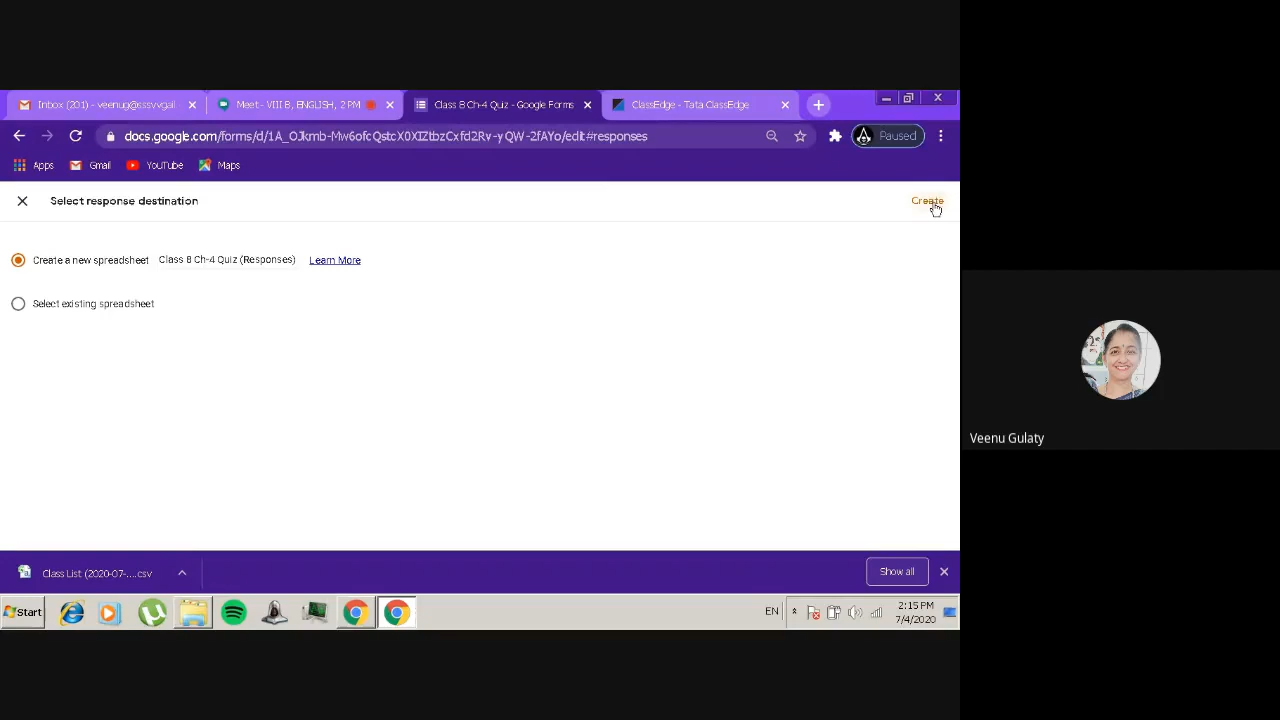 Inbox (201) - veenug@sssvvgail
Meet - VIII B, ENGLISH, 2 PM
Class 8 Ch-4 Quiz - Google Forms
ClassEdge - Tata ClassEdge
docs.google.com/forms/d/1A_OJkmb-Mw6ofcQstcX0XIZtbzCxfd2Rv-yQW-2fAYo/edit#responses
Paused
Apps
Gmail
YouTube
Maps
Select response destination
Create
Create a new spreadsheet
Class 8 Ch-4 Quiz (Responses)
Learn More
Select existing spreadsheet
Veenu Gulaty
Class List (2020-07-....csv
Show all
Start
EN
2:15 PM
7/4/2020